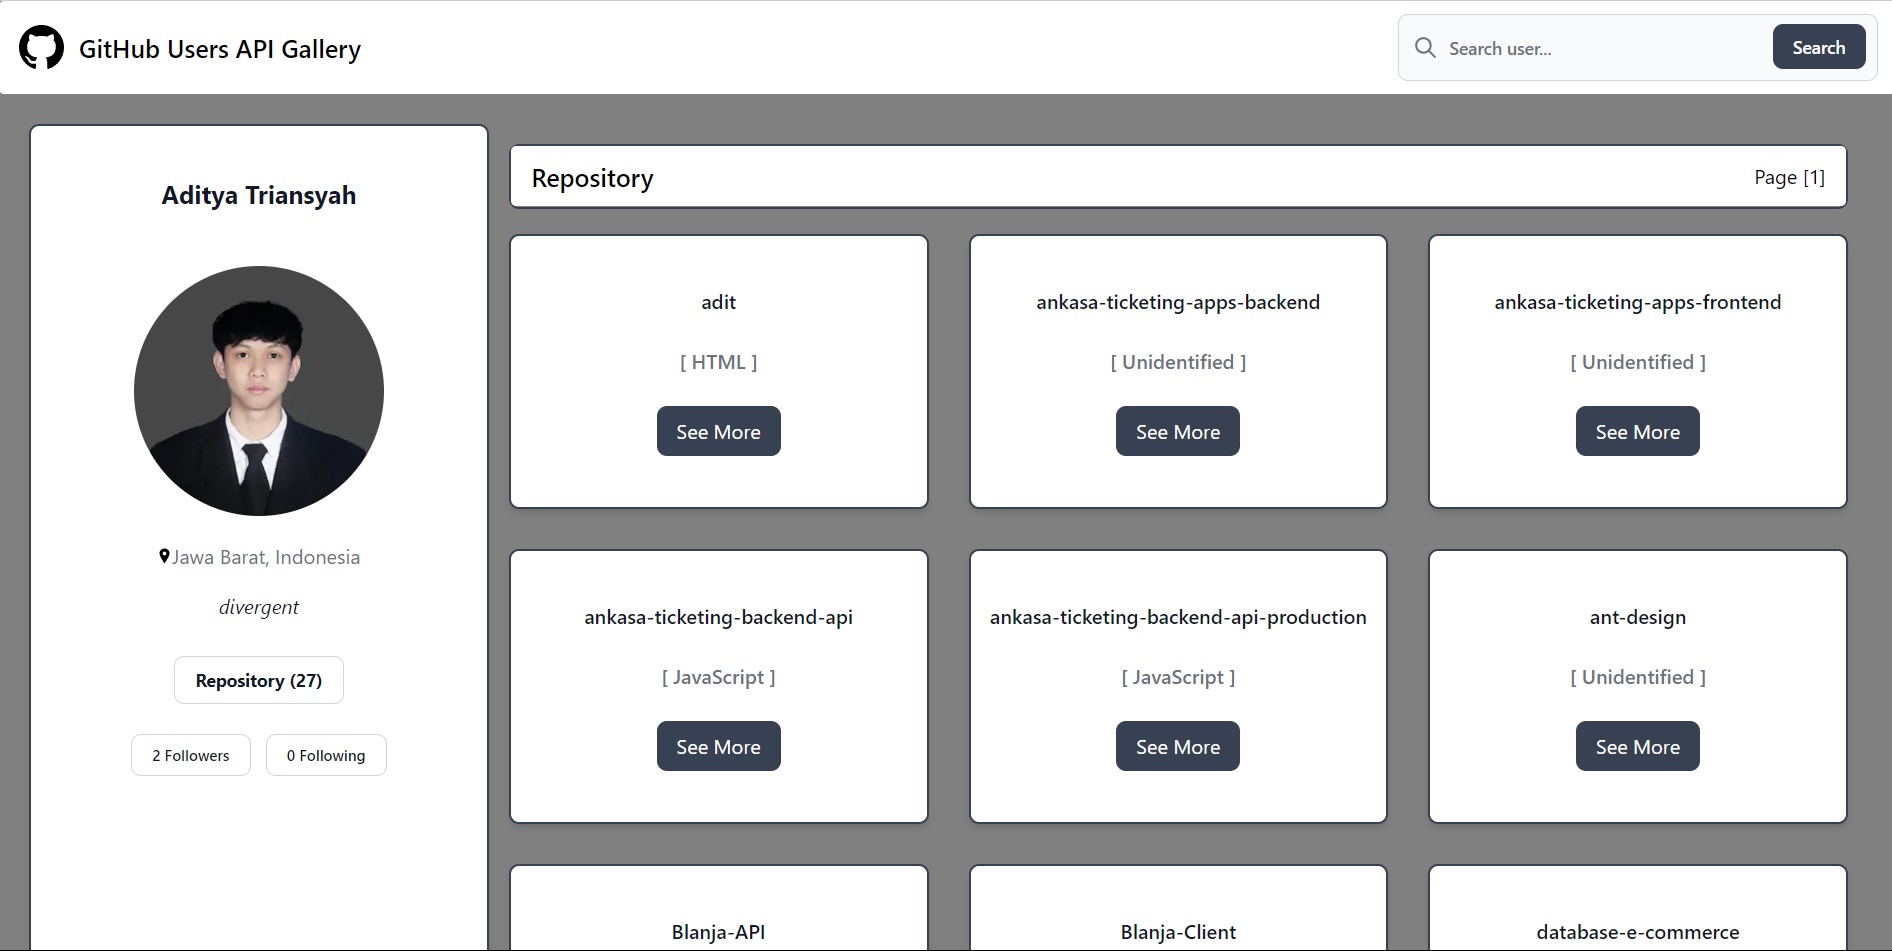 GitHub Users API Gallery
Search user...
Search
Aditya Triansyah
Jawa Barat, Indonesia
divergent
Repository (27)
2 Followers
0 Following
Repository
Page [1]
adit
[ HTML ]
See More
ankasa-ticketing-apps-backend
[ Unidentified ]
See More
ankasa-ticketing-apps-frontend
[ Unidentified ]
See More
ankasa-ticketing-backend-api
[ JavaScript ]
See More
ankasa-ticketing-backend-api-production
[ JavaScript ]
See More
ant-design
[ Unidentified ]
See More
Blanja-API
Blanja-Client
database-e-commerce